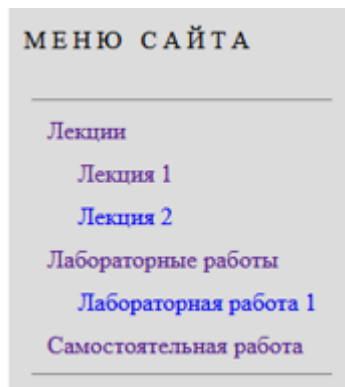 МЕНЮ САЙТА
Лекции
Лекция 1
Лекция 2
Лабораторные работы
Лабораторная работа 1
Самостоятельная работа